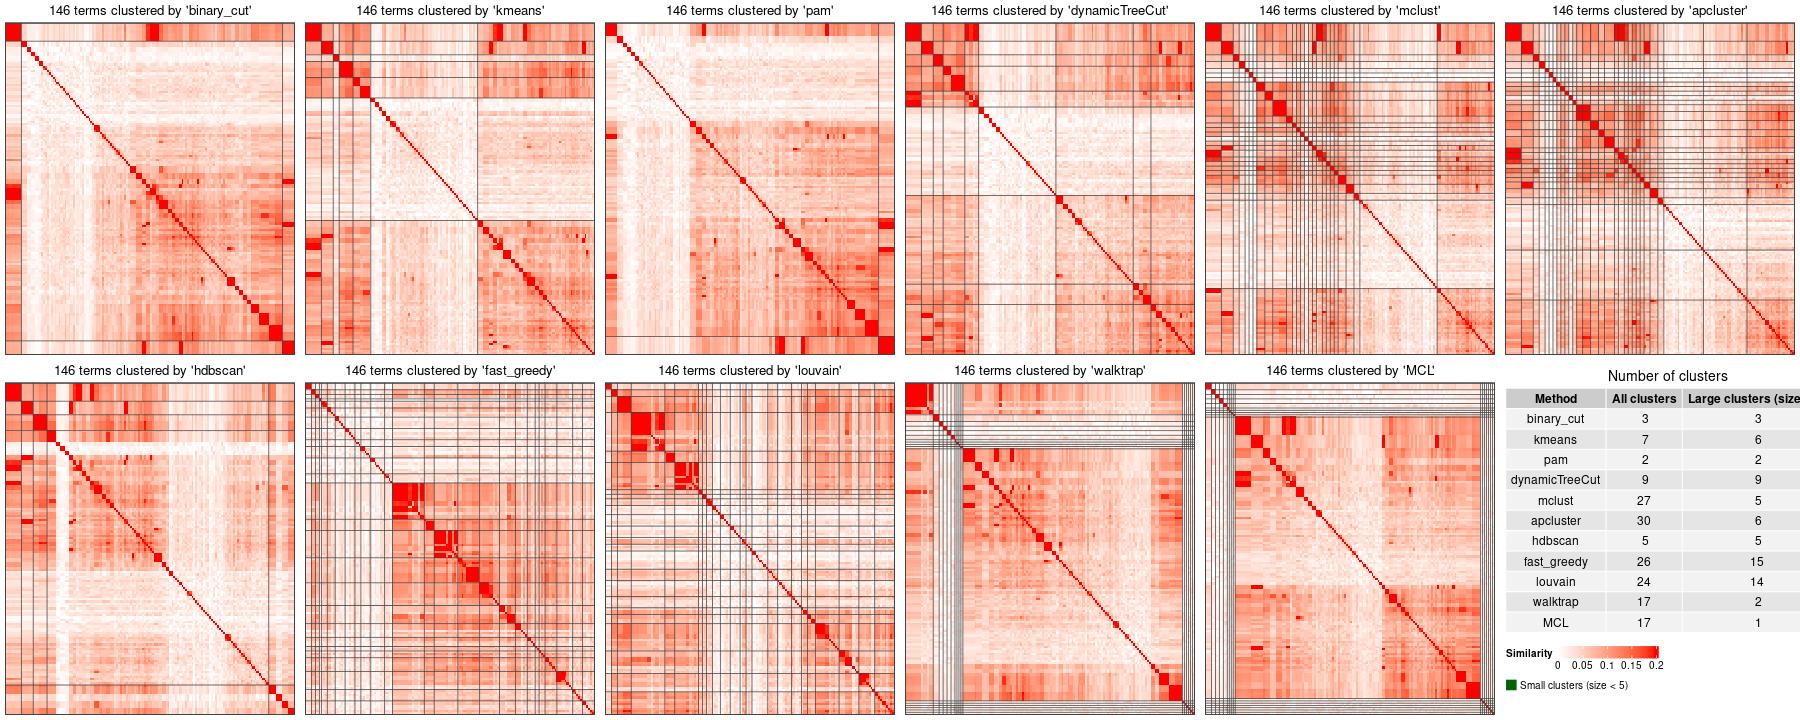 146 terms clustered by 'binary_cut'
146 terms clustered by 'kmeans'
146 terms clustered by 'pam'
146 terms clustered by 'dynamicTreeCut'
146 terms clustered by 'mclust'
146 terms clustered by 'apcluster'
146 terms clustered by 'hdbscan'
146 terms clustered by 'fast_greedy'
146 terms clustered by 'louvain'
146 terms clustered by 'walktrap'
146 terms clustered by 'MCL'
Number of clusters
Method All clusters Large clusters (size
binary_cut 3 3
kmeans 7 6
pam 2 2
dynamicTreeCut 9 9
mclust 27 5
apcluster 30 6
hdbscan 5 5
fast_greedy 26 15
louvain 24 14
walktrap 17 2
MCL 17 1
Similarity
0 0.05 0.1 0.15 0.2
Small clusters (size < 5)